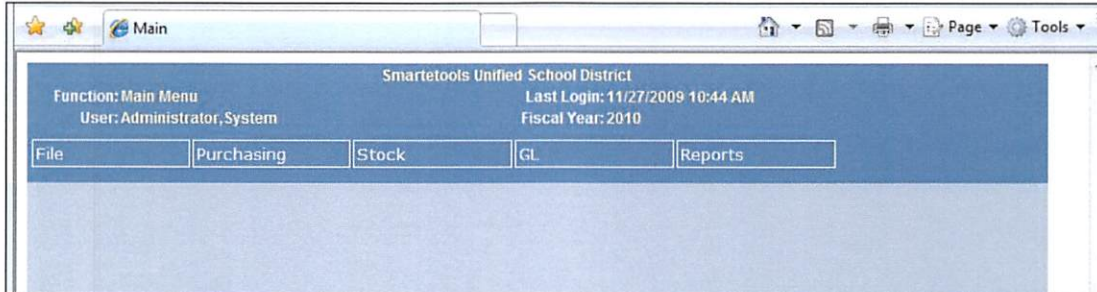 Main Page Tools
Smartetools Unified School District
Function: Main Menu Last Login: 11/27/2009 10:44 AM
User: Administrator, System Fiscal Year: 2010
File Purchasing Stock GL Reports